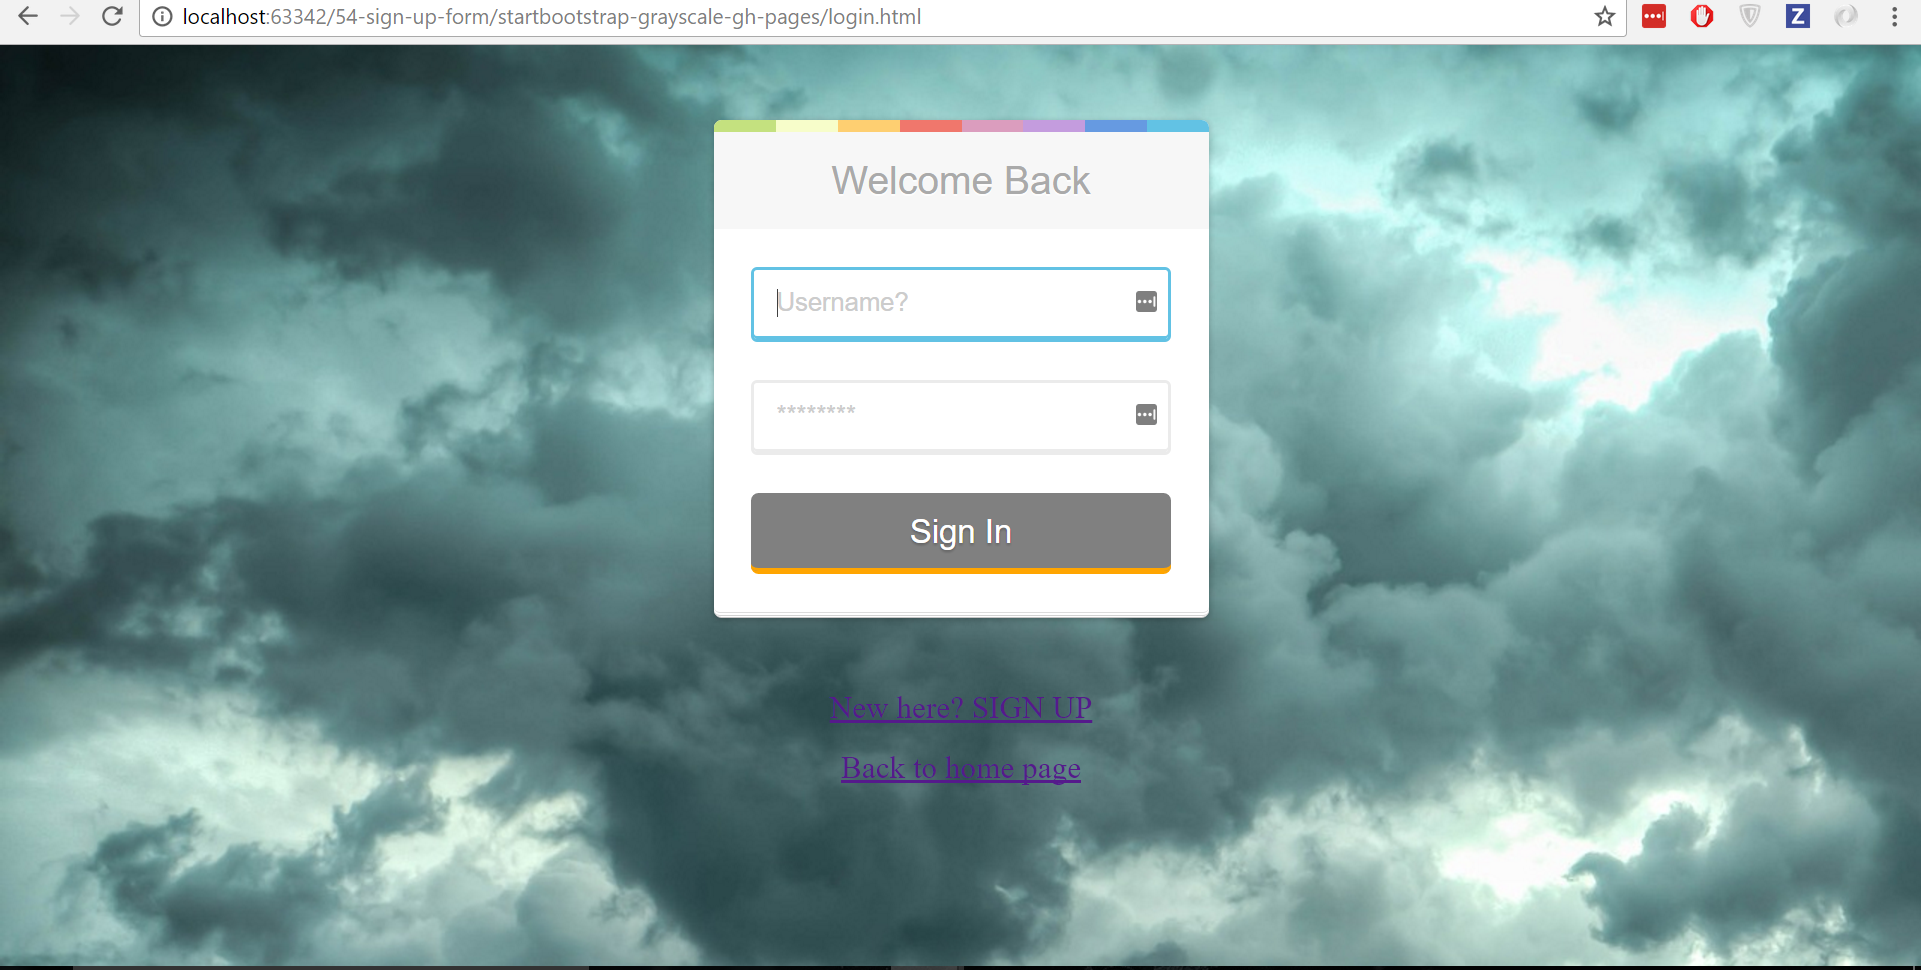 localhost:63342/54-sign-up-form/startbootstrap-grayscale-gh-pages/login.html
Z
Welcome Back
Username?
********
Sign In
New here? SIGN UP
Back to home page